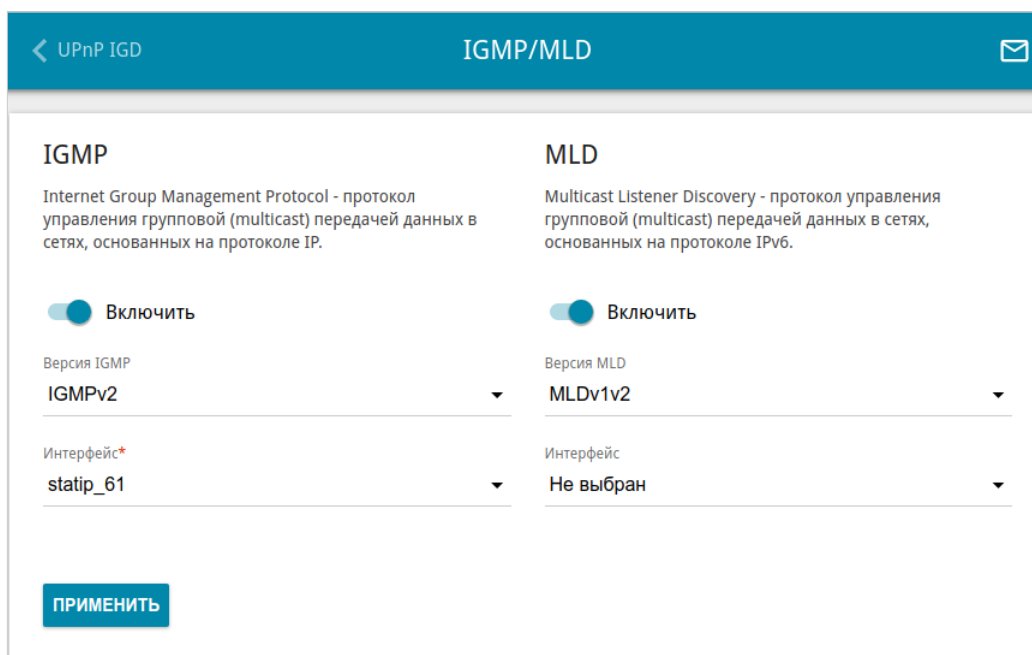 UPnP IGD
IGMP/MLD
IGMP
Internet Group Management Protocol - протокол
управления групповой (multicast) передачей данных в
сетях, основанных на протоколе IP.
Включить
Версия IGMP
IGMPv2
Интерфейс*
statip_61
MLD
Multicast Listener Discovery - протокол управления
групповой (multicast) передачей данных в сетях,
основанных на протоколе IPv6.
Включить
Версия MLD
MLDv1v2
Интерфейс
Не выбран
ПРИМЕНИТЬ